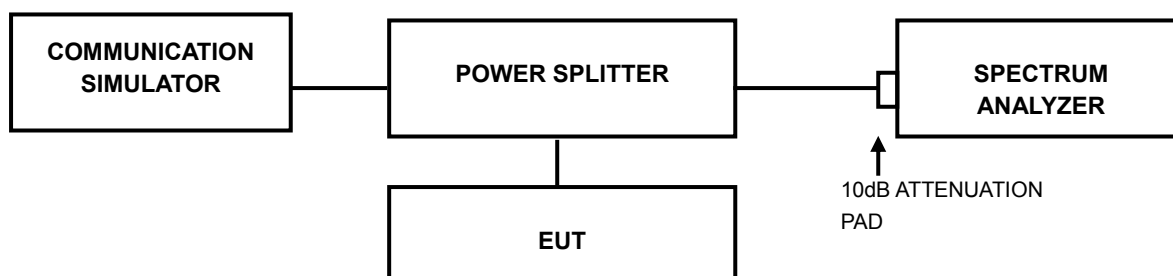 COMMUNICATION
SIMULATOR
POWER SPLITTER
SPECTRUM
ANALYZER
10dB ATTENUATION
PAD
EUT